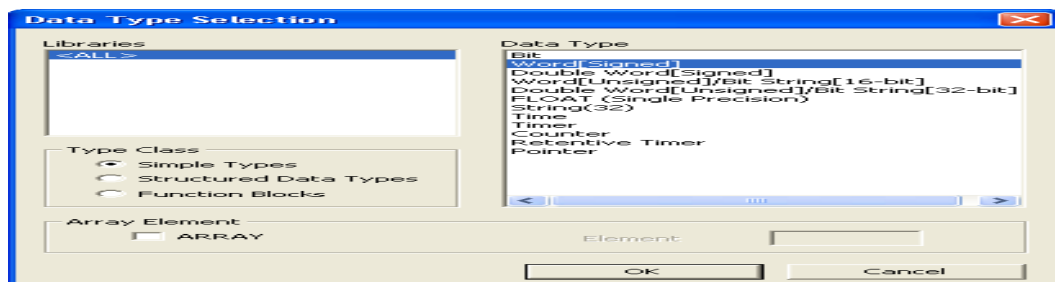 Data Type Selection
Libraries
<ALL>
Type Class
Simple Types
Structured Data Types
Function Blocks
Data Type
Bit
Word[Signed]
Double Word[Signed]
Word[Unsigned]/Bit String[16-bit]
Double Word[Unsigned]/Bit String[32-bit]
FLOAT (Single Precision)
String(32)
Time
Timer
Counter
Retentive Timer
Pointer
Array Element
ARRAY
Element
OK
Cancel